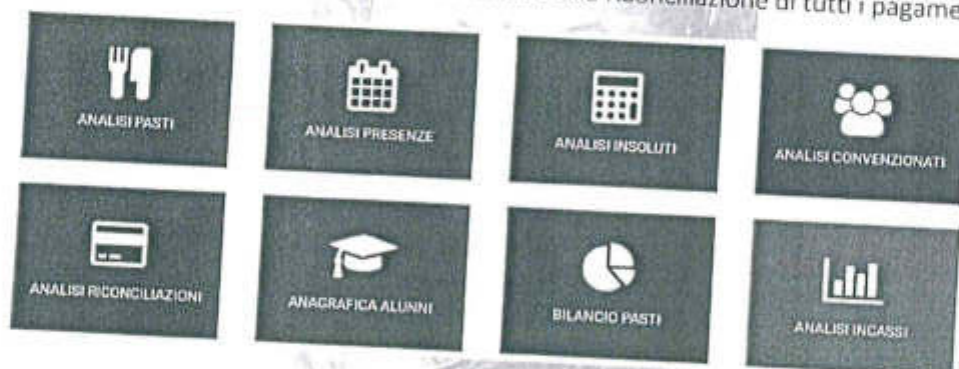 riconciliazione di tutti i pagame
ANALISI PASTI
ANALISI PRESENZE
ANALISI INSOLUTI
ANALISI CONVENZIONATI
ANALISI RICONCILIAZIONI
ANAGRAFICA ALUNNI
BILANCIO PASTI
ANALISI INCASSI